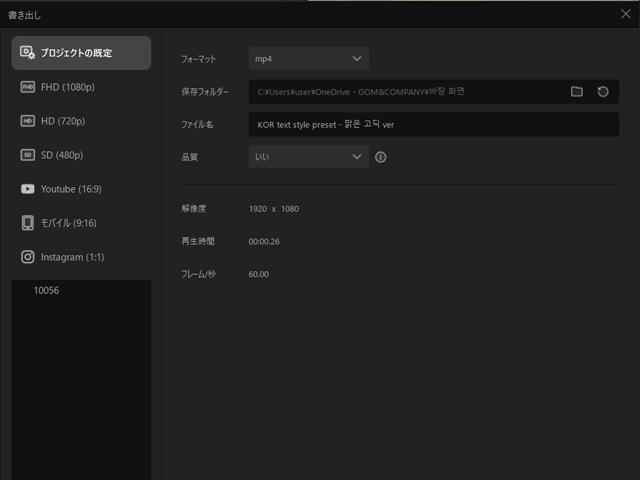 書き出し
プロジェクトの既定
FHD FHD (1080p)
HD HD (720p)
SD SD (480p)
Youtube (16:9)
モバイル (9:16)
Instagram (1:1)
10056
フォーマット mp4
保存フォルダー C:¥Users¥user¥OneDrive - GOM&COMPANY¥바탕 화면
ファイル名 KOR text style preset - 맑은 고딕 ver
品質 いい
解像度 1920 x 1080
再生時間 00:00.26
フレーム/秒 60.00